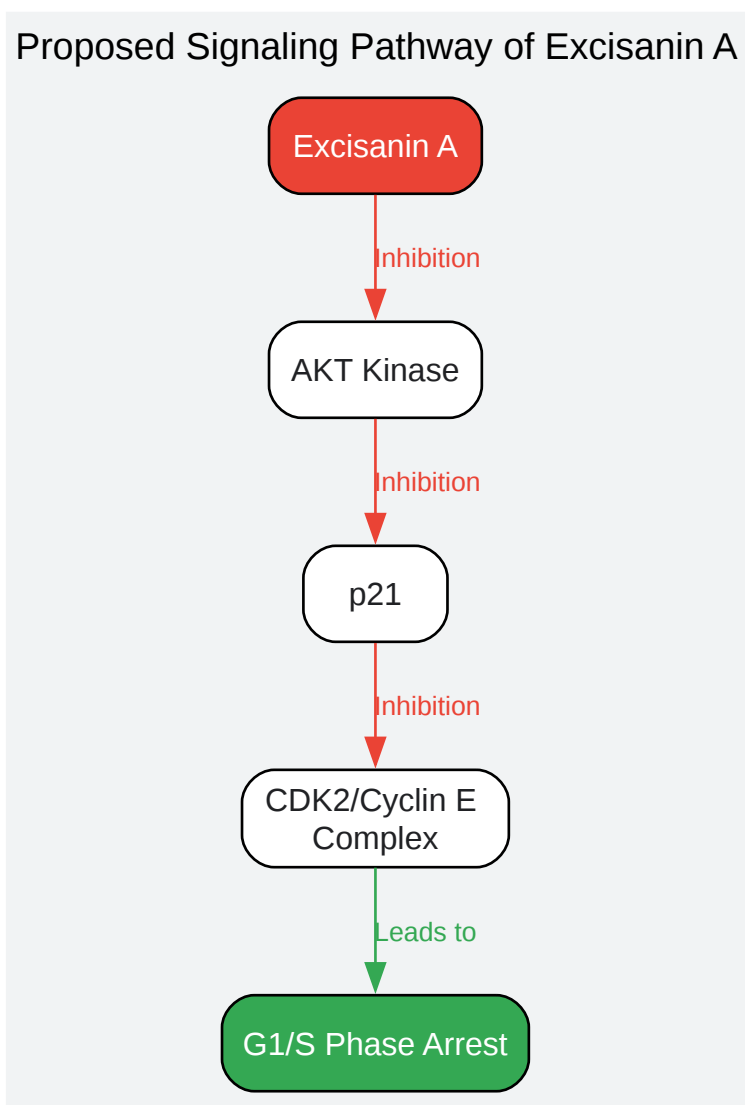 Proposed Signaling Pathway of Excisanin A
Excisanin A
Inhibition
AKT Kinase
Inhibition
p21
Inhibition
CDK2/Cyclin E
Complex
Leads to
G1/S Phase Arrest